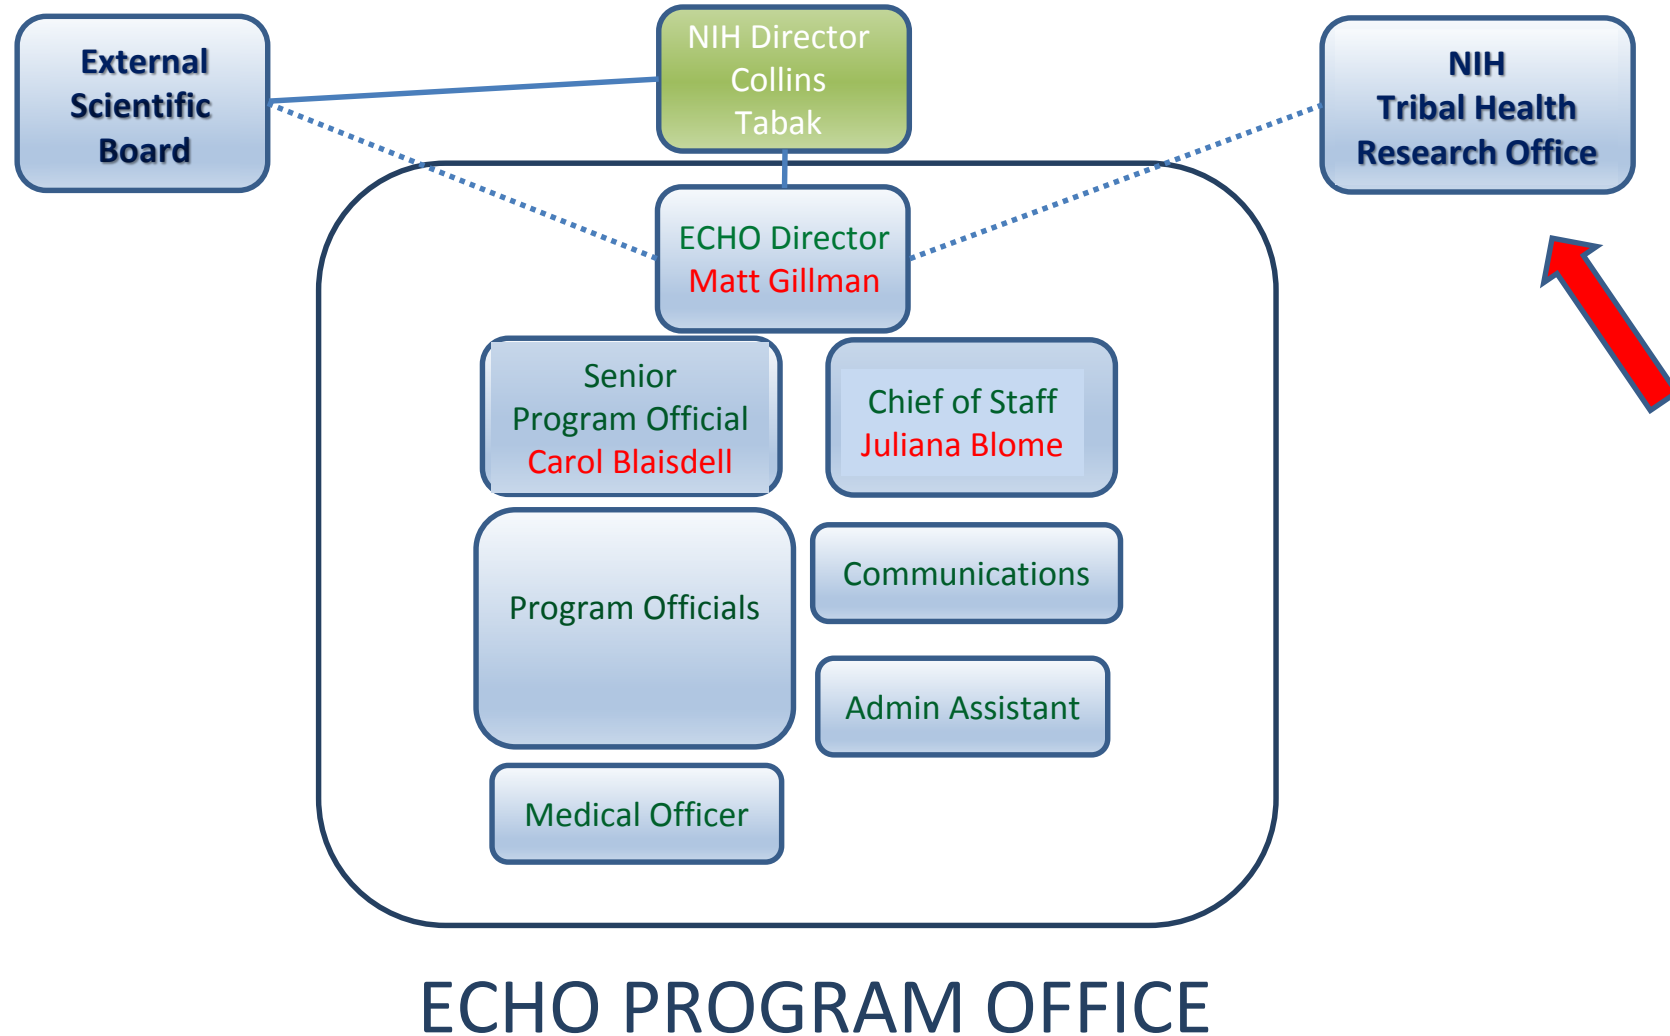 External
Scientific
Board
NIH Director
Collins
Tabak
NIH
Tribal Health
Research Office
ECHO Director
Matt Gillman
Senior
Program Official
Carol Blaisdell
Chief of Staff
Juliana Blome
Program Officials
Communications
Admin Assistant
Medical Officer
ECHO PROGRAM OFFICE